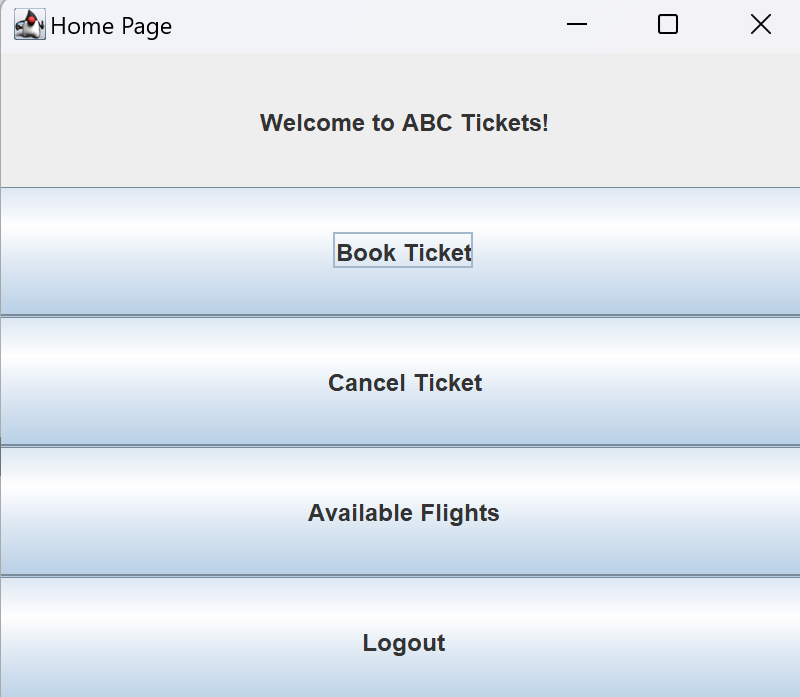 Home Page
Welcome to ABC Tickets!
Book Ticket
Cancel Ticket
Available Flights
Logout